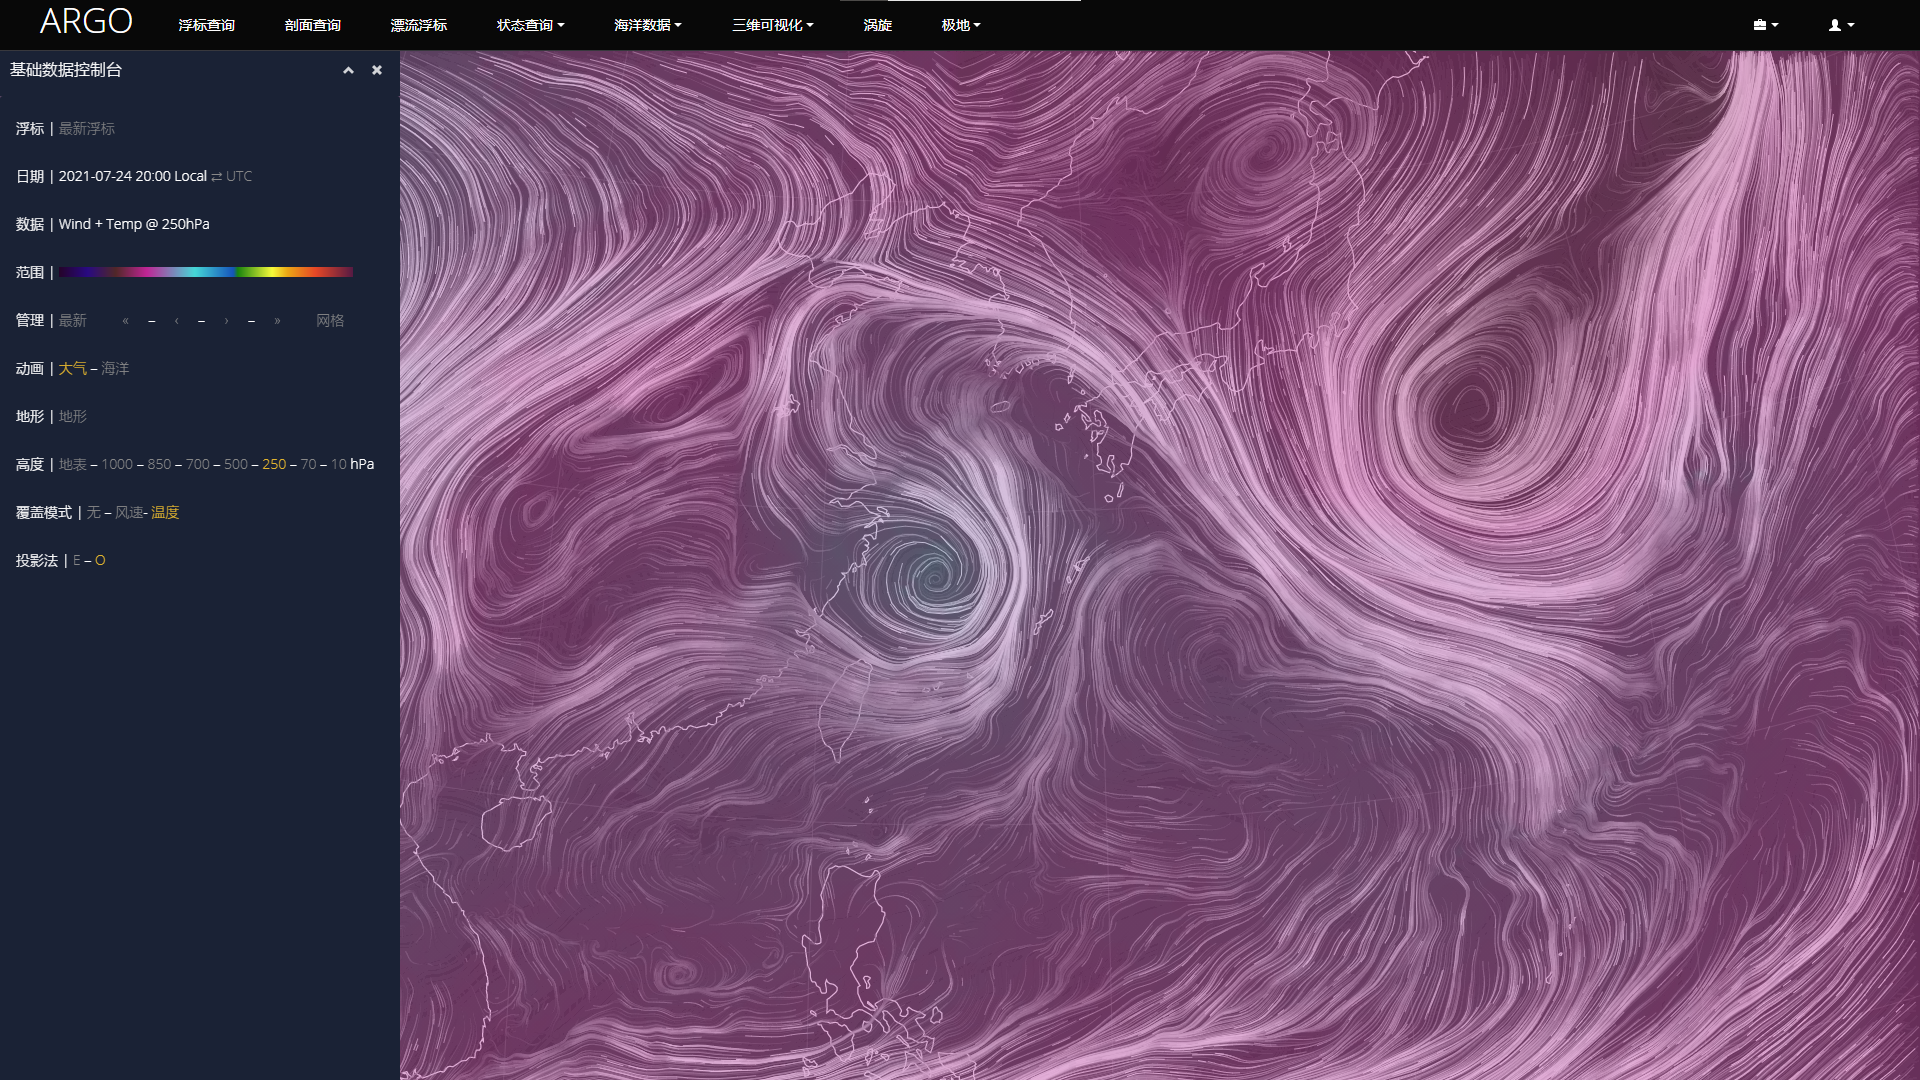 ARGO 浮标查询 剖面查询 漂流浮标 状态查询 海洋数据 三维可视化 涡旋 极地
基础数据控制台
浮标 | 最新浮标
日期 | 2021-07-24 20:00 Local ⇄ UTC
数据 | Wind + Temp @ 250hPa
范围 |
管理 | 最新 « – ‹ – › – » 网格
动画 | 大气 – 海洋
地形 | 地形
高度 | 地表 – 1000 – 850 – 700 – 500 – 250 – 70 – 10 hPa
覆盖模式 | 无 – 风速- 温度
投影法 | E – O